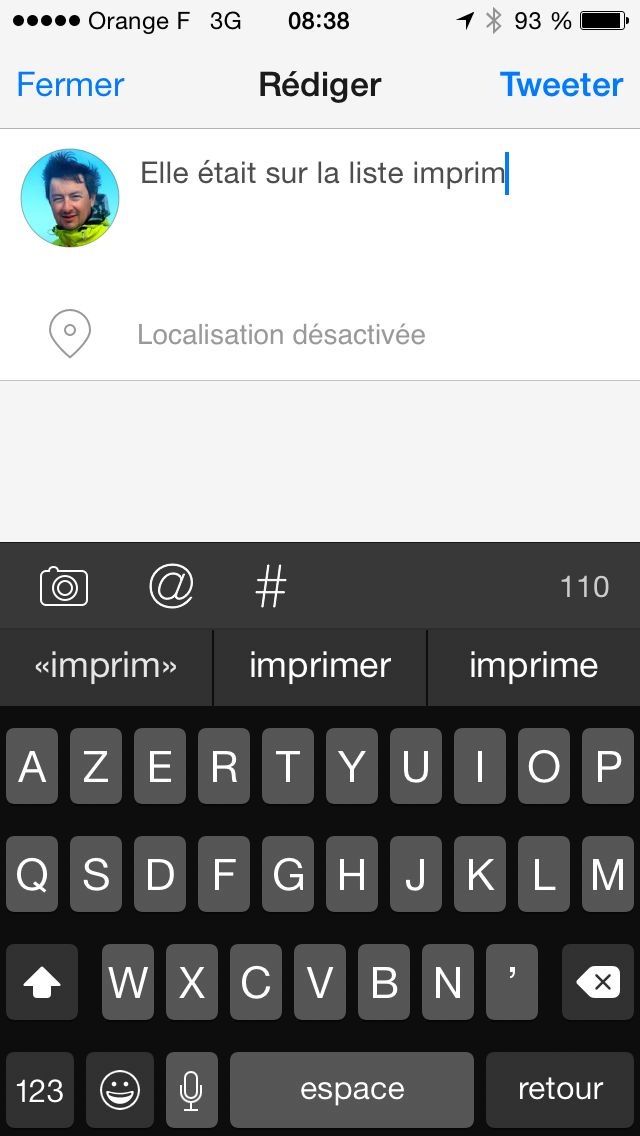 Orange F 3G 08:38 93 %
Fermer Rédiger Tweeter
Elle était sur la liste imprim
Localisation désactivée
@ # 110
«imprim» imprimer imprime
A Z E R T Y U I O P
Q S D F G H J K L M
W X C V B N ’
123 espace retour